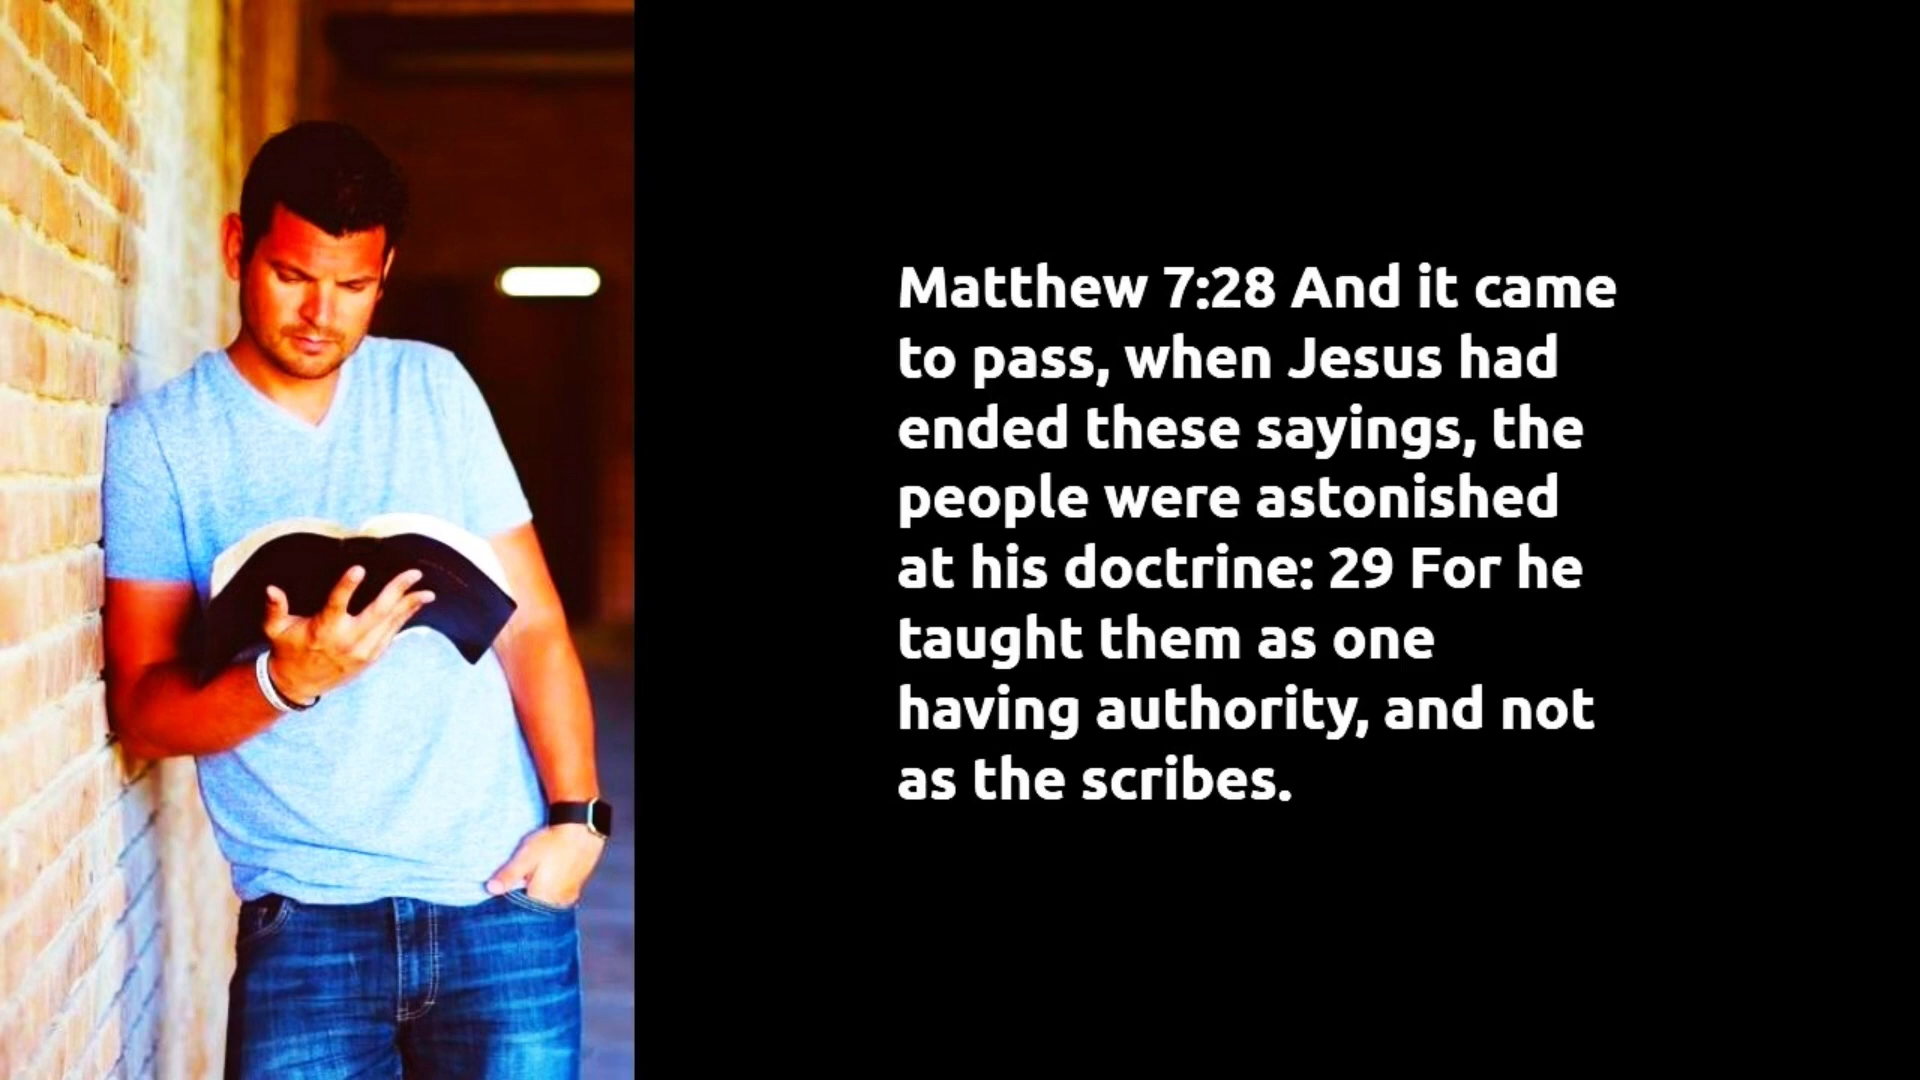 Matthew 7:28 And it came
to pass, when Jesus had
ended these sayings, the
people were astonished
at his doctrine: 29 For he
taught them as one
having authority, and not
as the scribes.